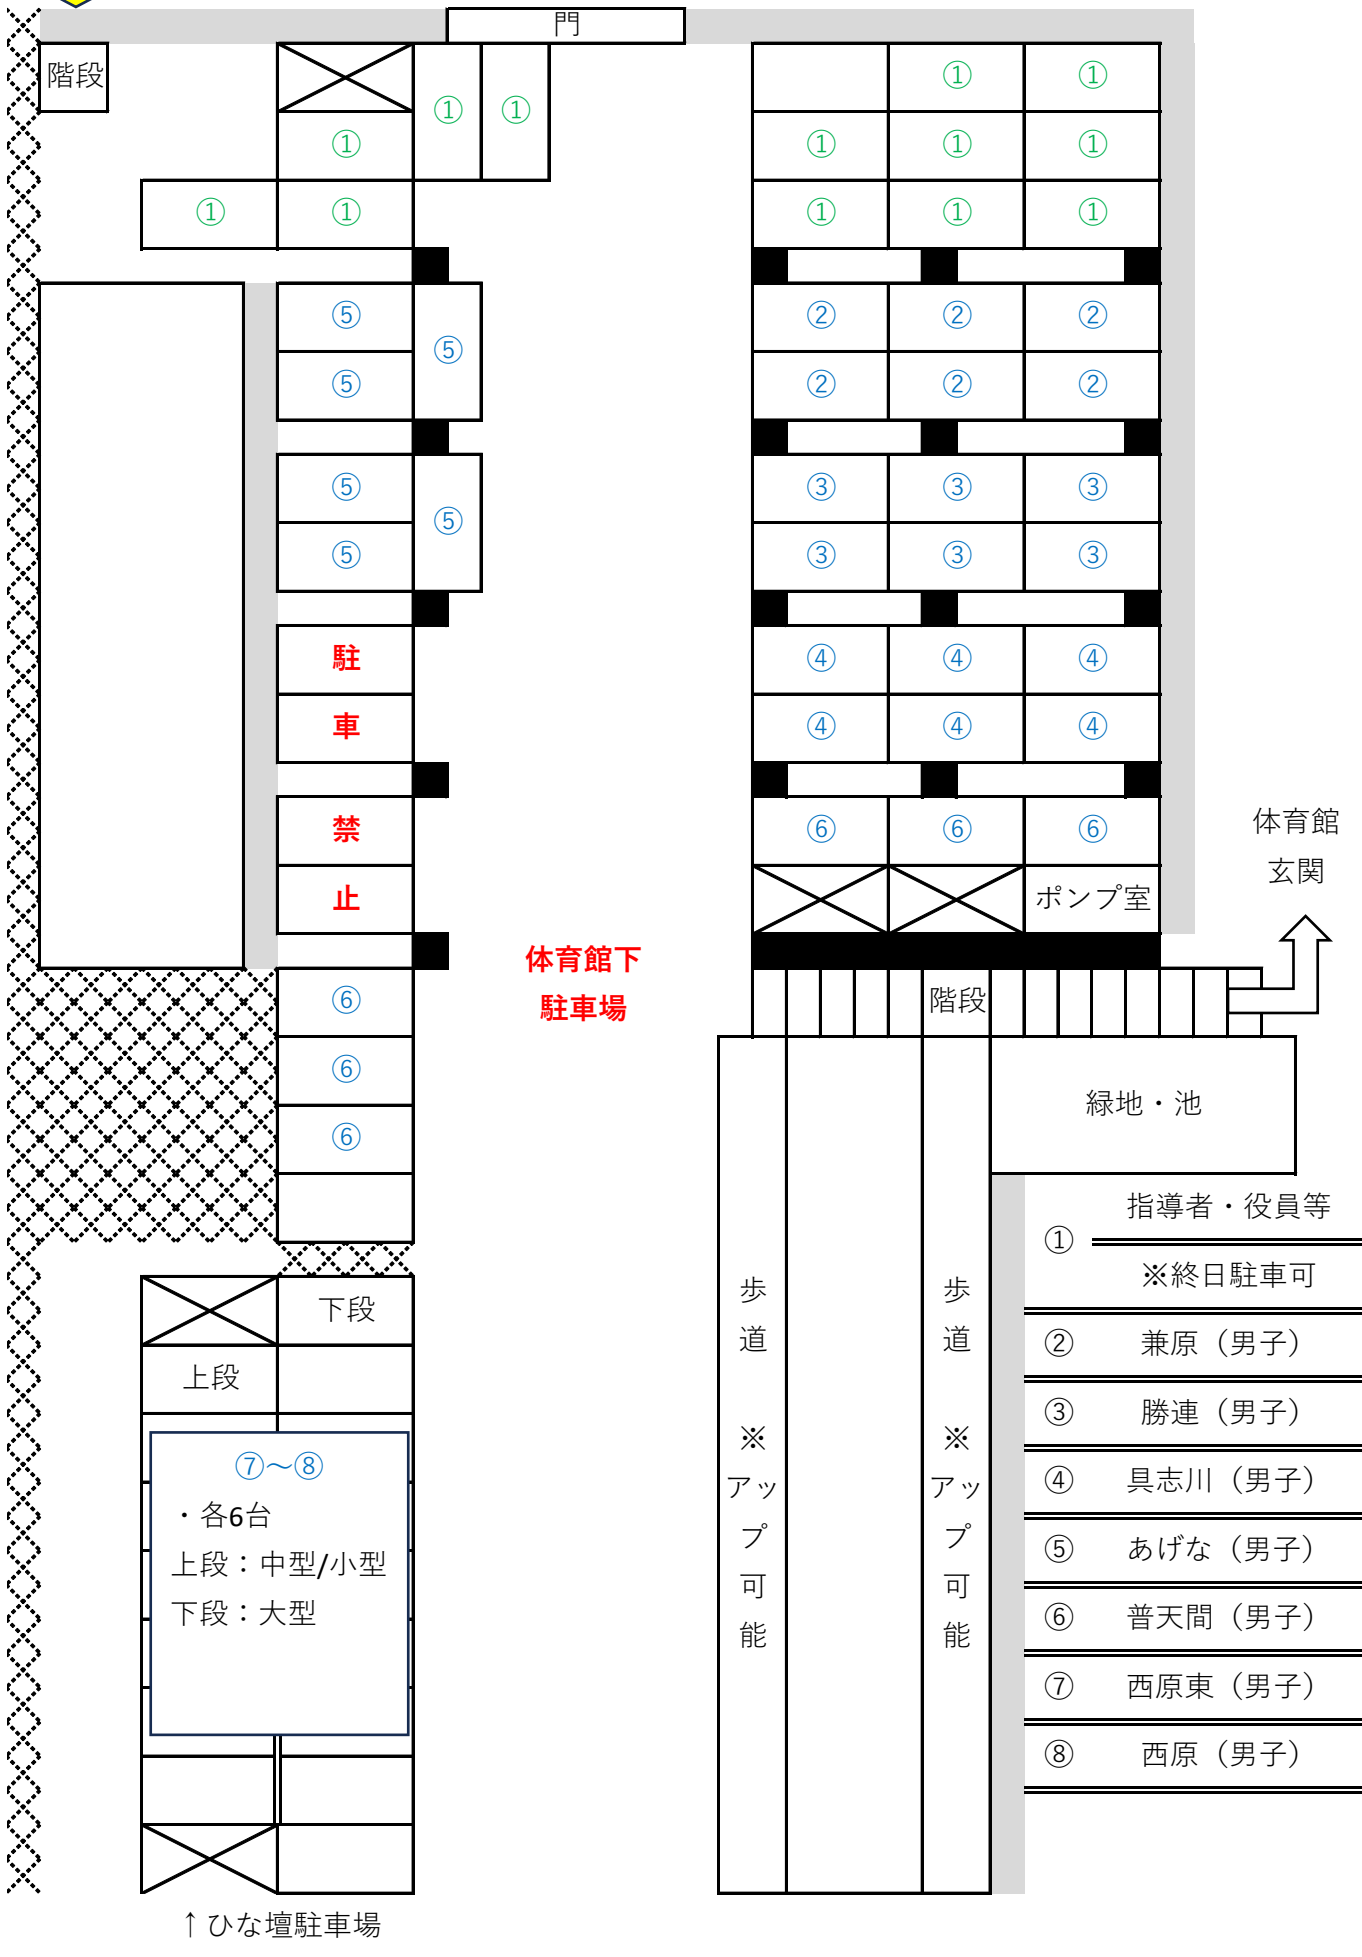 門
階段
① ①
① ①
① ① ① ①
① ① ① ① ①
⑤ ② ② ②
⑤
⑤ ② ② ②
⑤ ③ ③ ③
⑤
⑤ ③ ③ ③
駐 ④ ④ ④
車 ④ ④ ④
禁 ⑥ ⑥ ⑥
止 ポンプ室
体育館
玄関
体育館下
駐車場
⑥ 階段
⑥
⑥
緑地・池
下段
上段
⑦～⑧
・各6台
上段：中型/小型
下段：大型
歩道 ※アップ可能
歩道 ※アップ可能
① 指導者・役員等
※終日駐車可
② 兼原（男子）
③ 勝連（男子）
④ 具志川（男子）
⑤ あげな（男子）
⑥ 普天間（男子）
⑦ 西原東（男子）
⑧ 西原（男子）
↑ひな壇駐車場